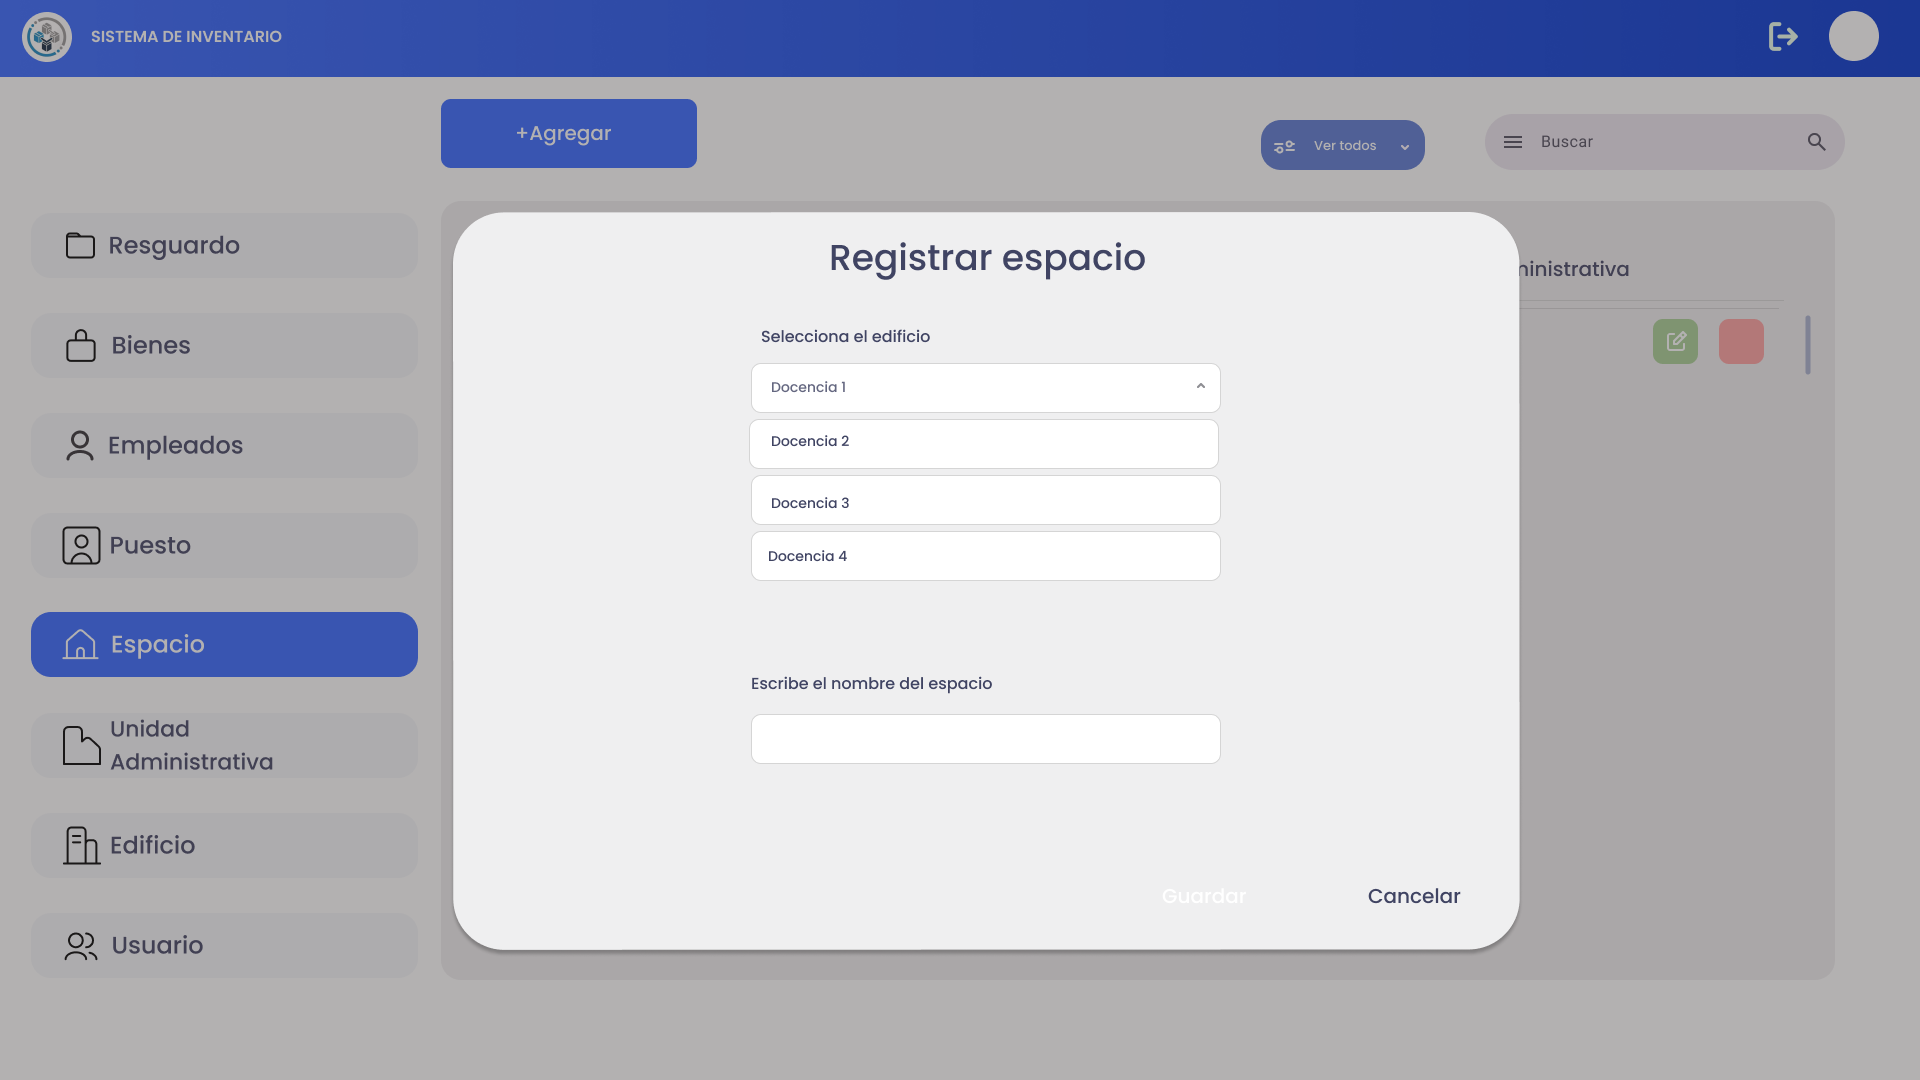 SISTEMA DE INVENTARIO
+Agregar
Ver todos
Buscar
Resguardo
Bienes
Empleados
Puesto
Espacio
Unidad
Administrativa
Edificio
Usuario
Registrar espacio
ninistrativa
Selecciona el edificio
Docencia 1
Docencia 2
Docencia 3
Docencia 4
Escribe el nombre del espacio
Guardar
Cancelar